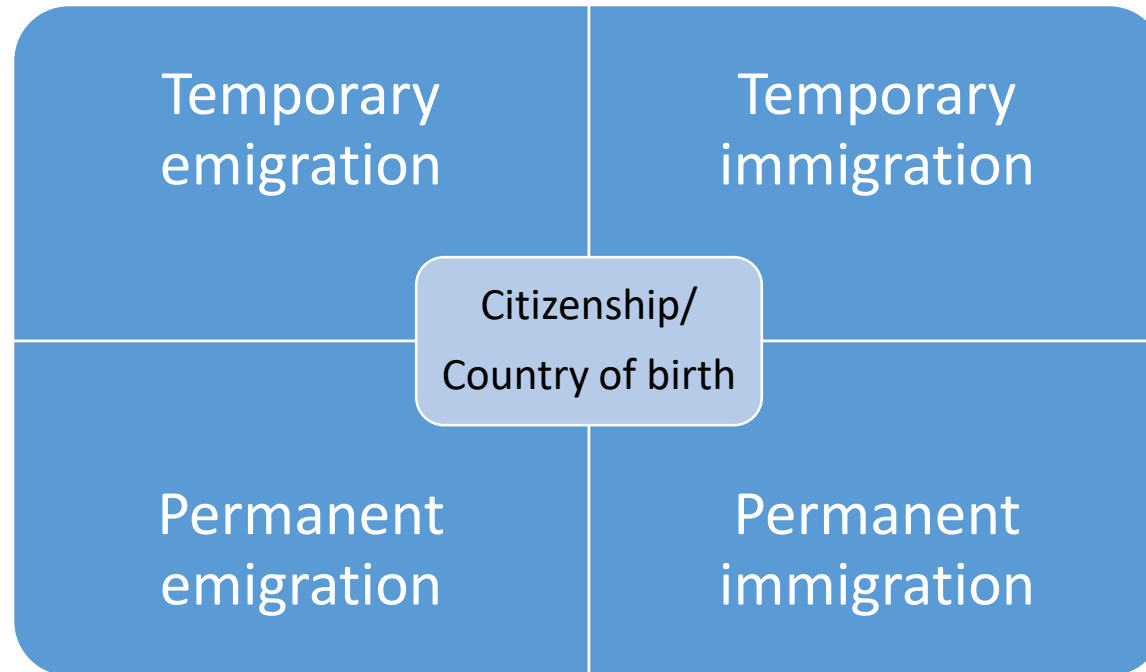 Temporary
emigration
Temporary
immigration
Citizenship/
Country of birth
Permanent
emigration
Permanent
immigration